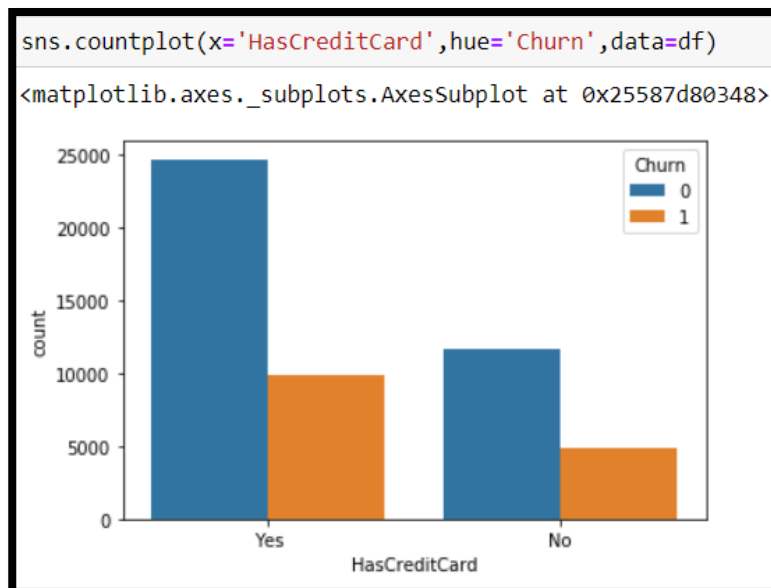 sns.countplot(x='HasCreditCard',hue='Churn',data=df)
<matplotlib.axes._subplots.AxesSubplot at 0x25587d80348>
25000
20000
15000
10000
5000
0
count
Churn
0
1
Yes
No
HasCreditCard